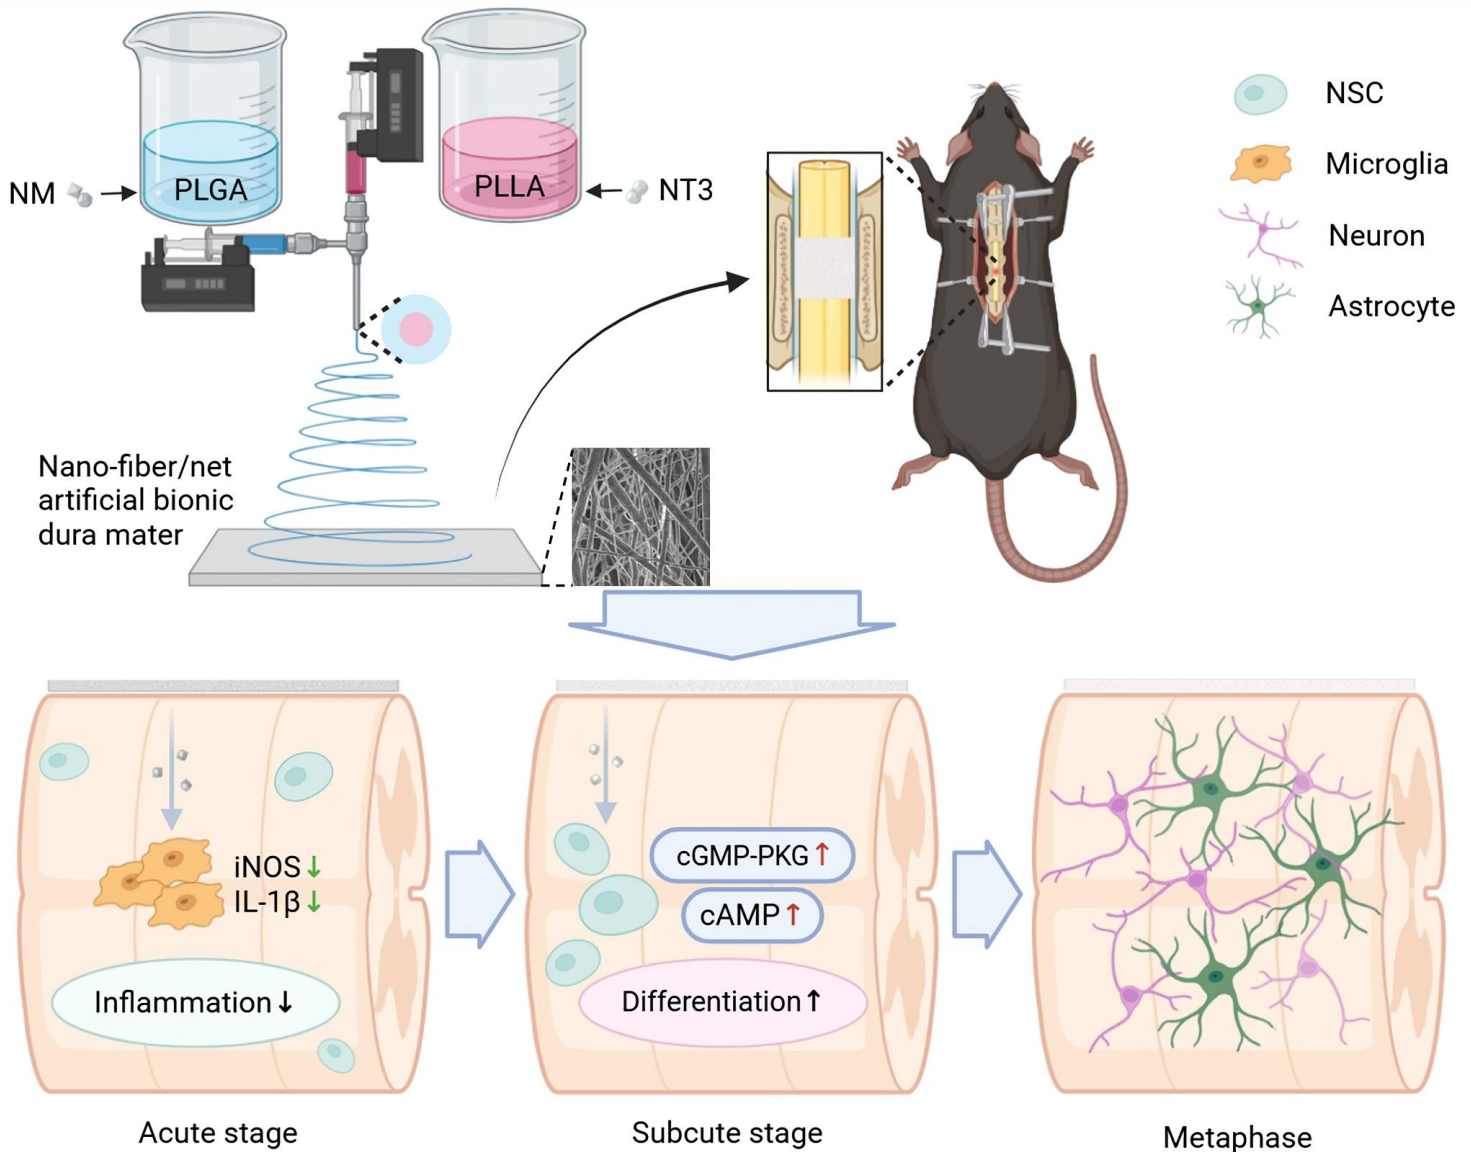 NM
PLGA
PLLA
NT3
NSC
Microglia
Neuron
Astrocyte
Nano-fiber/net
artificial bionic
dura mater
iNOS↓
IL-1β↓
Inflammation↓
cGMP-PKG↑
cAMP↑
Differentiation↑
Acute stage
Subcute stage
Metaphase